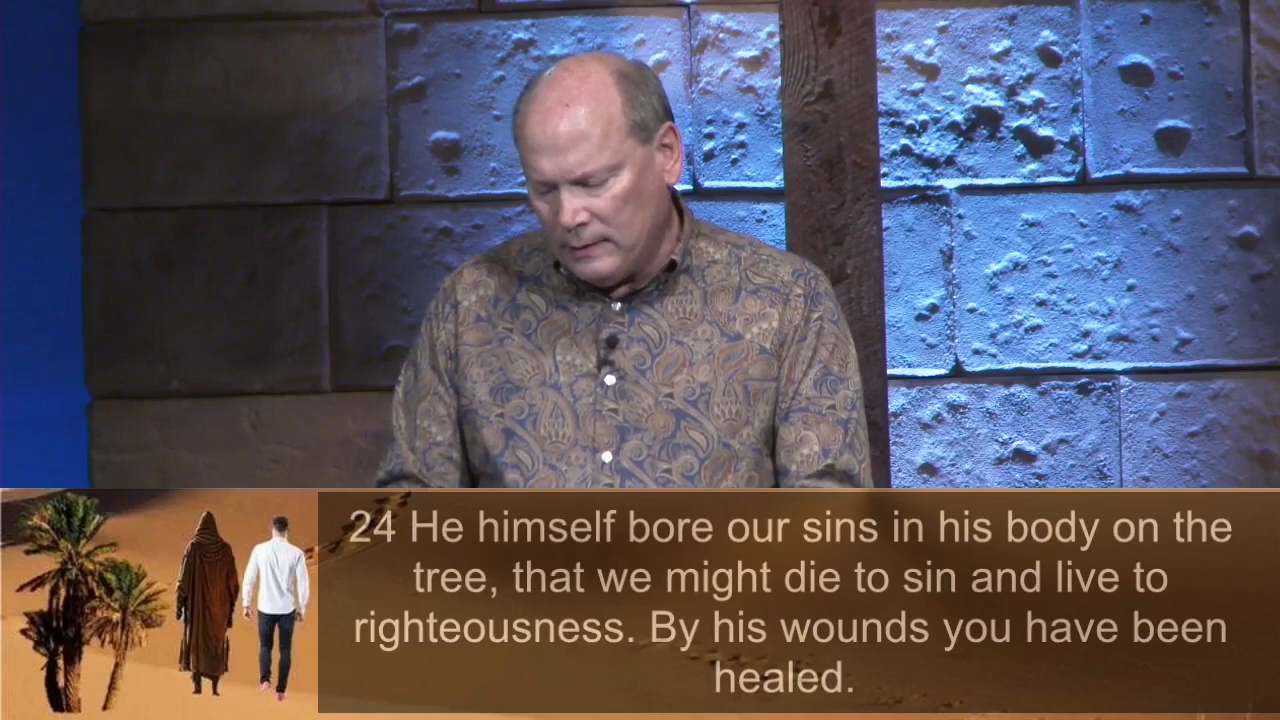 24 He himself bore our sins in his body on the
tree, that we might die to sin and live to
righteousness. By his wounds you have been
healed.